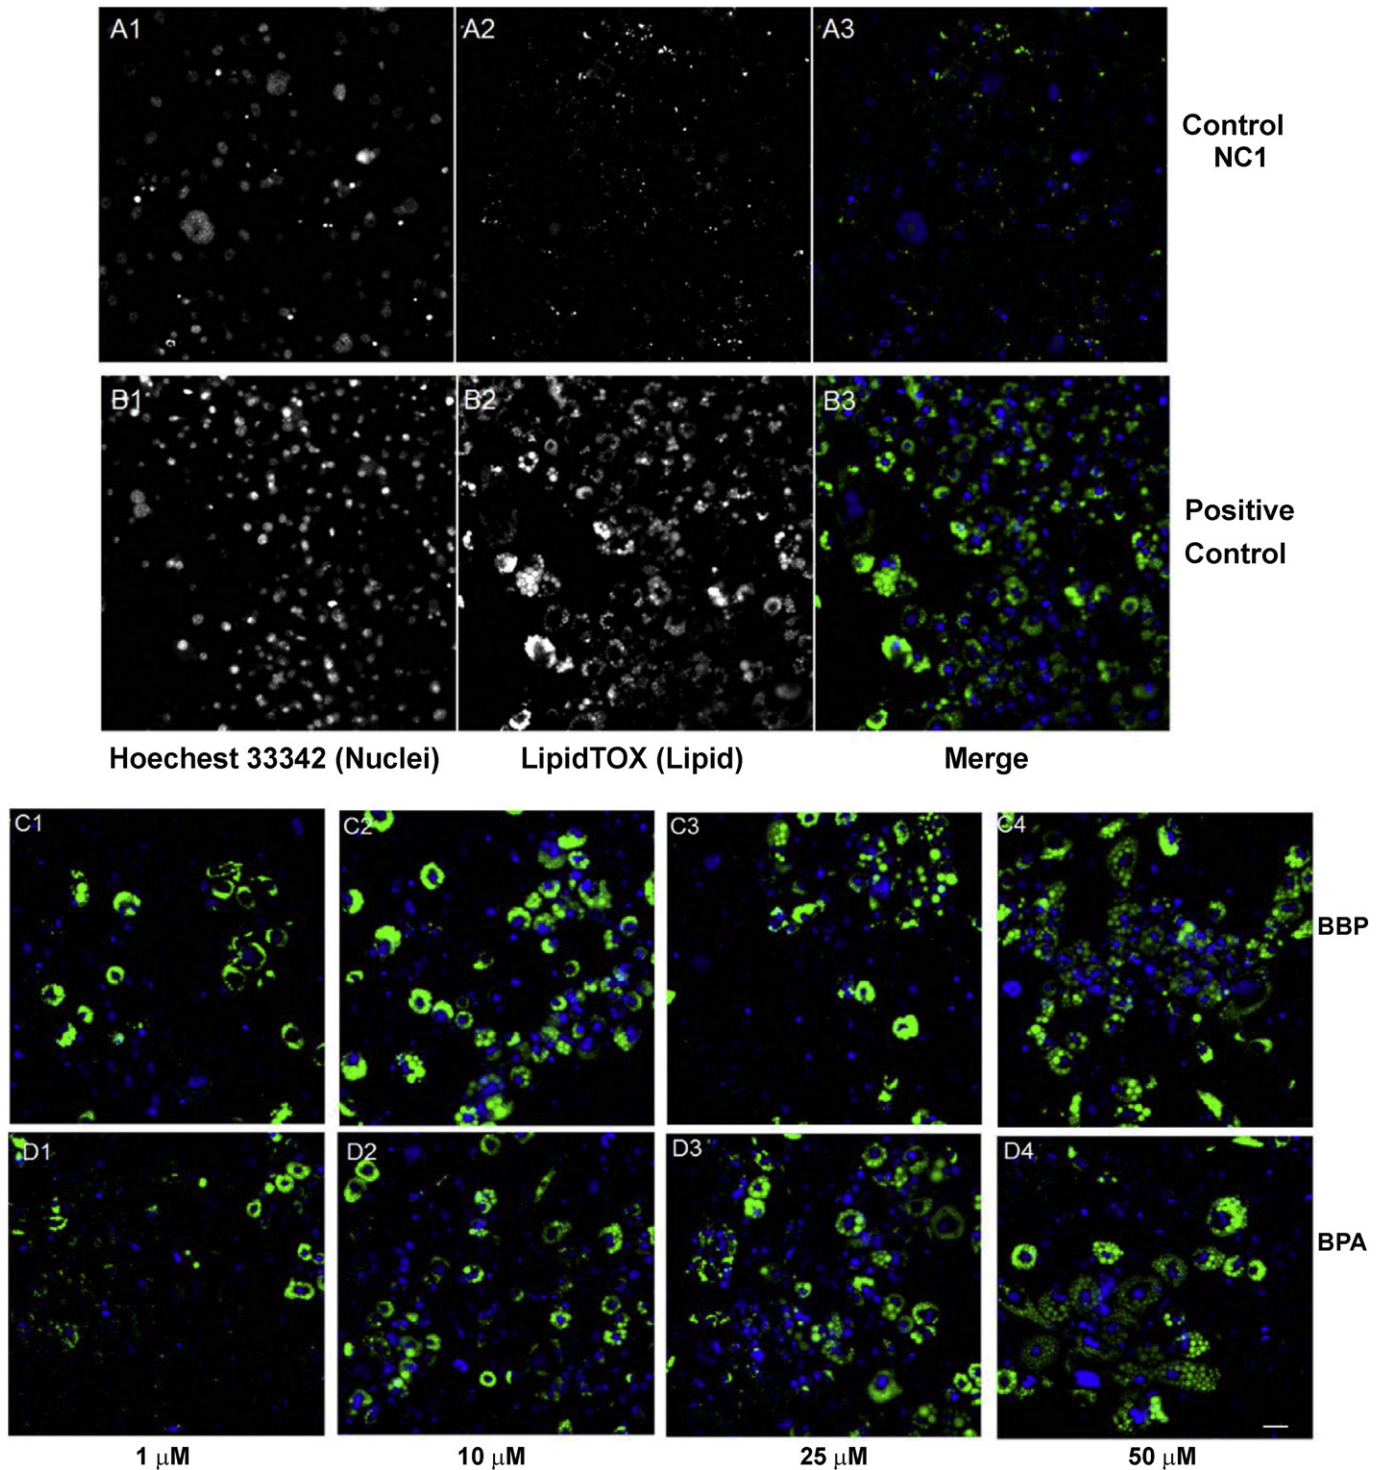 A1
A2
A3
Control
NC1
B1
B2
B3
Positive
Control
Hoechest 33342 (Nuclei)
LipidTOX (Lipid)
Merge
C1
C2
C3
C4
BBP
D1
D2
D3
D4
BPA
1 μM
10 μM
25 μM
50 μM